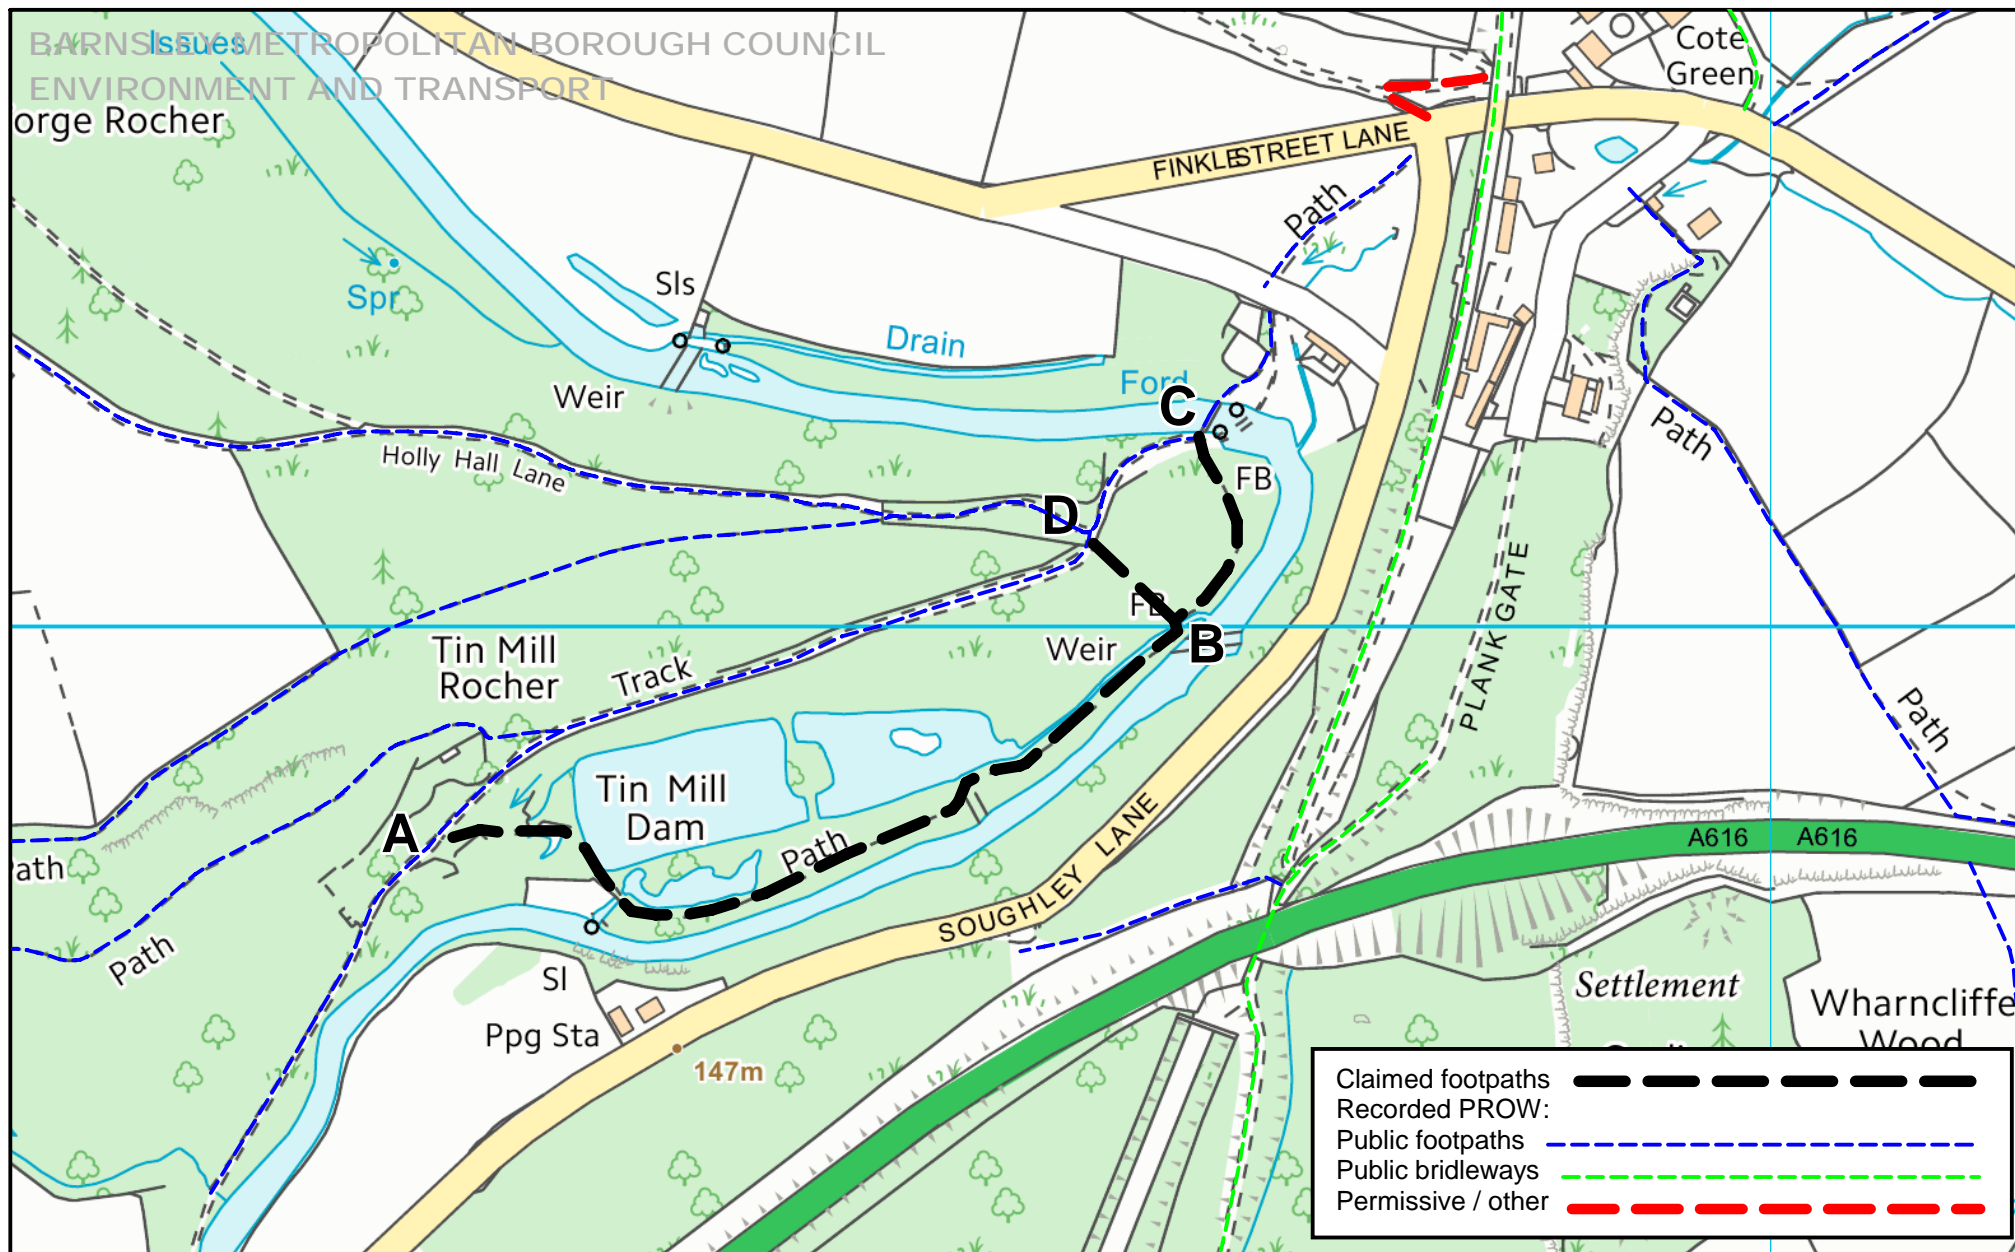 BARNSLEY METROPOLITAN BOROUGH COUNCIL
ENVIRONMENT AND TRANSPORT
Issues
orge Rocher
Cote
Green
FINKLE STREET LANE
Path
Spr
Sls
Drain
Weir
Ford
C
FB
Holly Hall Lane
D
FB
B
Weir
Path
PLANK GATE
Path
Tin Mill
Rocher
Track
Tin Mill
Dam
A
Path
ath
Path
SOUGHLEY LANE
A616
A616
Sl
Ppg Sta
147m
Settlement
Wharncliffe
Wood
Claimed footpaths
Recorded PROW:
Public footpaths
Public bridleways
Permissive / other